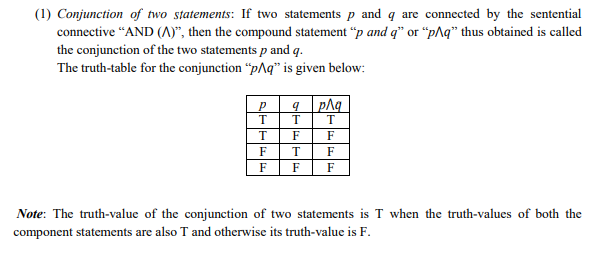 (1) Conjunction of two statements: If two statements p and q are connected by the sentential
connective “AND (Λ)”, then the compound statement “p and q” or “pΛq” thus obtained is called
the conjunction of the two statements p and q.
The truth-table for the conjunction “pΛq” is given below:
p q pΛq
T T T
T F F
F T F
F F F
Note: The truth-value of the conjunction of two statements is T when the truth-values of both the
component statements are also T and otherwise its truth-value is F.